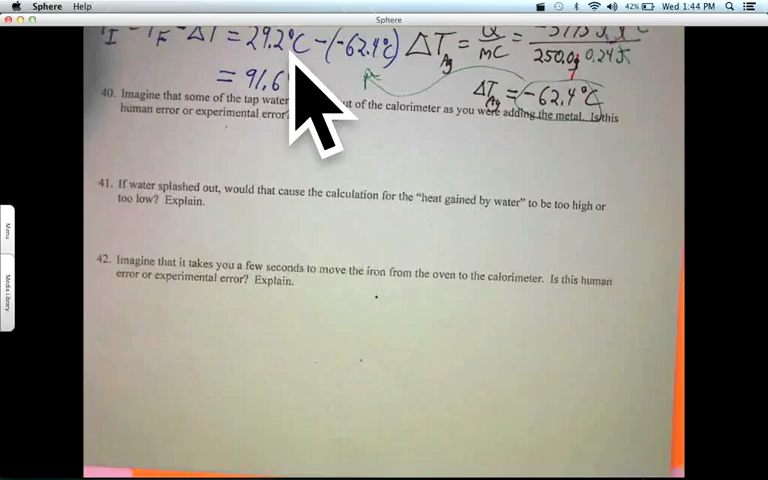 Sphere Help 42% Wed 1:44 PM
Sphere
= 29.2°C - (-62.4°C) ΔT Ag = Q/MC =
250.0g 0.24J
= 91.6
ΔT Ag = -62.4°C
40. Imagine that some of the tap water out of the calorimeter as you were adding the metal. Is this
human error or experimental error?
41. If water splashed out, would that cause the calculation for the “heat gained by water” to be too high or
too low? Explain.
42. Imagine that it takes you a few seconds to move the iron from the oven to the calorimeter. Is this human
error or experimental error? Explain.
Menu
Media Library